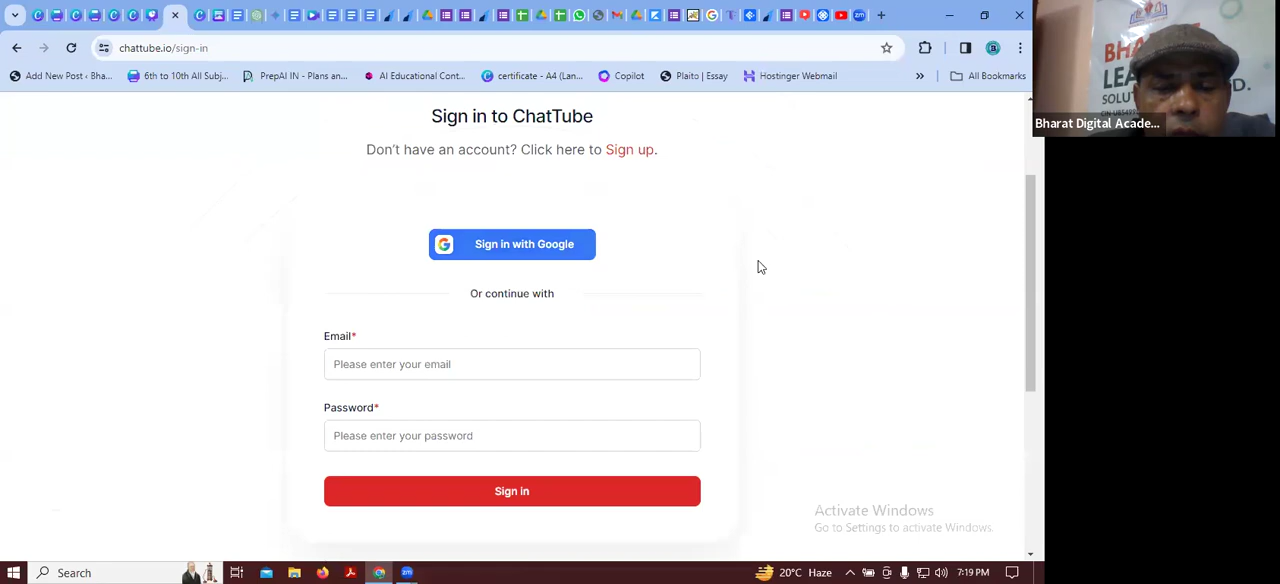 chattube.io/sign-in
Add New Post ‹ Bha...
6th to 10th All Subj...
PrepAI IN - Plans an...
AI Educational Cont...
certificate - A4 (Lan...
Copilot
Plaito | Essay
Hostinger Webmail
»
All Bookmarks
Sign in to ChatTube
Don't have an account? Click here to Sign up.
Sign in with Google
Or continue with
Email*
Please enter your email
Password*
Please enter your password
Sign in
Activate Windows
Go to Settings to activate Windows.
Search
20°C Haze
7:19 PM
BHA
LEA
SOLUT
D.
Bharat Digital Acade...